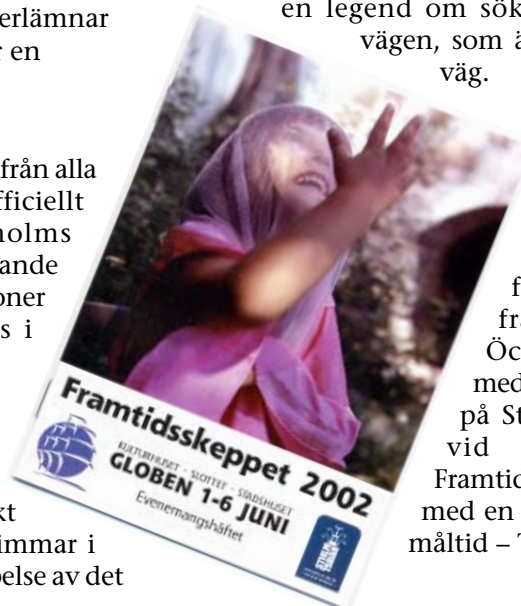 erlämnar
r en
från alla
fficiellt
holms
ande
oner
s i
kt
immar i
else av det
Framtidsskeppet 2002
KULTURHUSET - SLOTTET - STADSHUSET
GLOBEN 1-6 JUNI
Evenemangshäftet
en legend om sök
vägen, som ä
väg.
f
fra
Öc
med
på St
vid
Framtid
med en
måltid – T